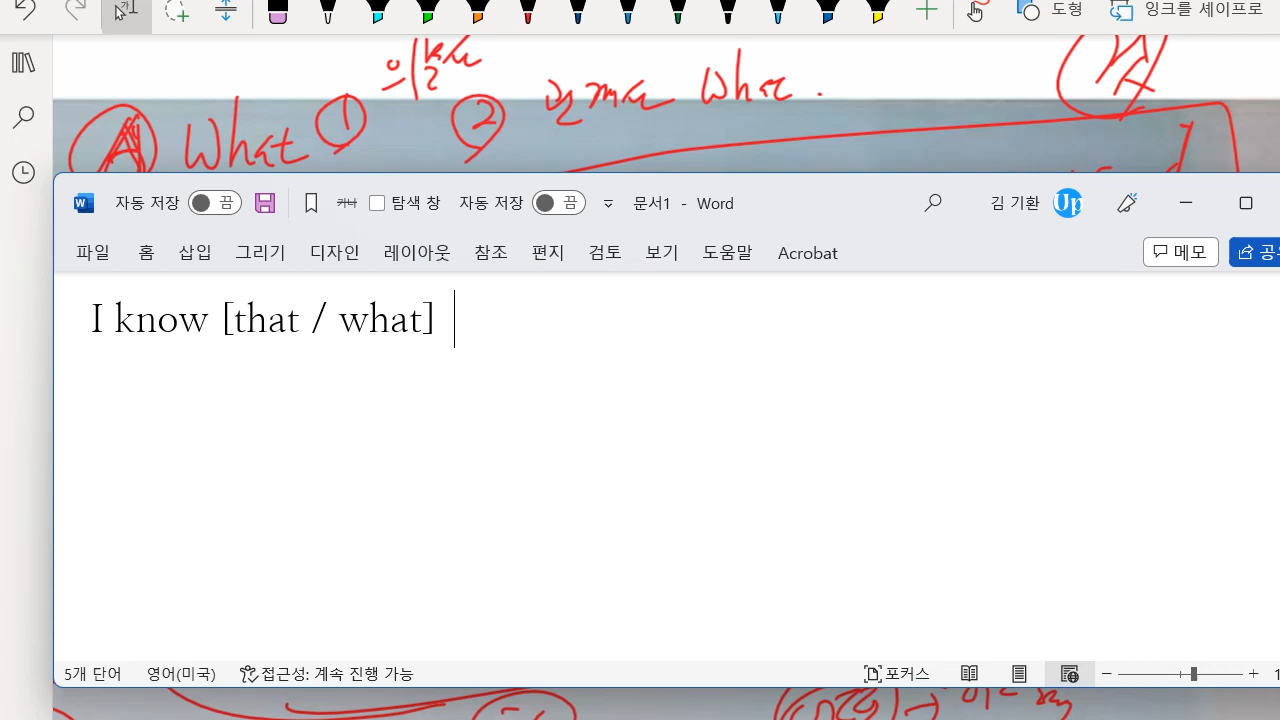 도형 잉크를 셰이프로
의문사
① ② 관계사 What .
A What
자동 저장 끔 가나 탐색 창 자동 저장 끔 문서1 - Word 김 기환 Up
파일 홈 삽입 그리기 디자인 레이아웃 참조 편지 검토 보기 도움말 Acrobat 메모
I know [that / what]
5개 단어 영어(미국) 접근성: 계속 진행 가능 포커스